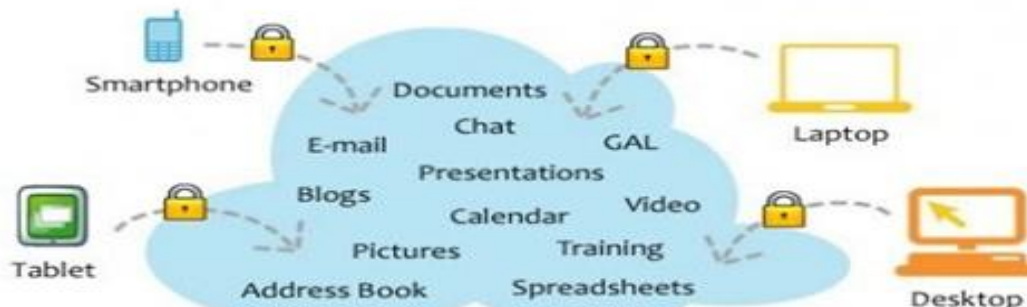 Smartphone
Documents
Chat
E-mail
GAL
Laptop
Presentations
Blogs
Calendar
Video
Tablet
Pictures
Training
Address Book
Spreadsheets
Desktop